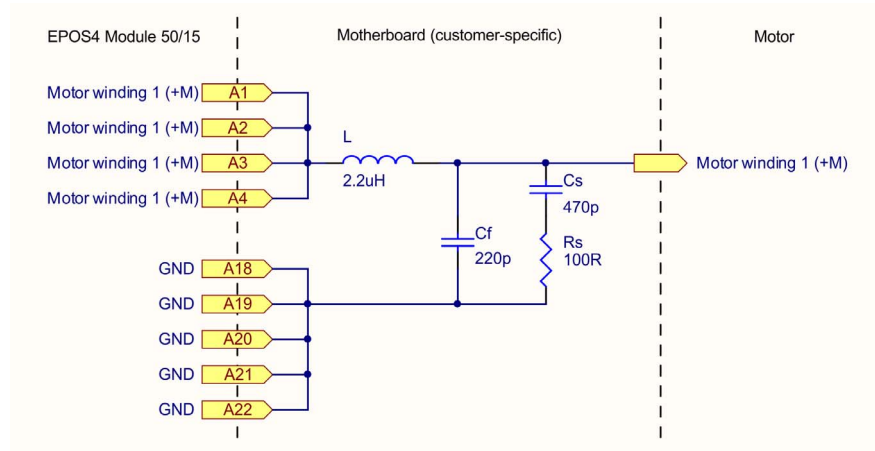 EPOS4 Module 50/15
Motherboard (customer-specific)
Motor
Motor winding 1 (+M) A1
Motor winding 1 (+M) A2
Motor winding 1 (+M) A3
Motor winding 1 (+M) A4
L
2.2uH
Motor winding 1 (+M)
Cs
470p
Cf
220p
Rs
100R
GND A18
GND A19
GND A20
GND A21
GND A22